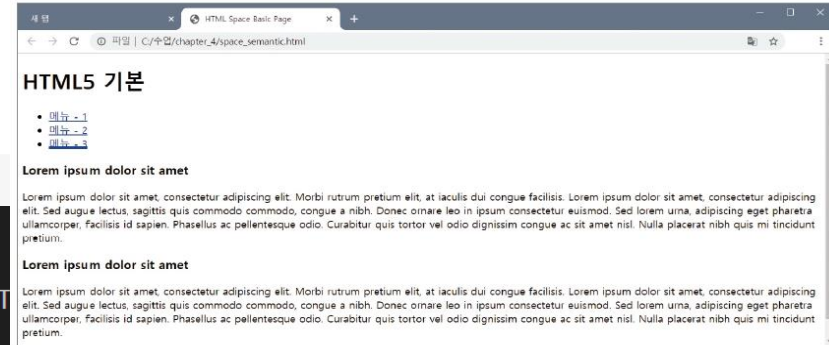 새 탭
HTML Space Basic Page
파일 | C:/수업/chapter_4/space_semantic.html
HTML5 기본
메뉴 - 1
메뉴 - 2
메뉴 - 3
Lorem ipsum dolor sit amet
Lorem ipsum dolor sit amet, consectetur adipiscing elit. Morbi rutrum pretium elit, at iaculis dui congue facilisis. Lorem ipsum dolor sit amet, consectetur adipiscing
elit. Sed augue lectus, sagittis quis commodo commodo, congue a nibh. Donec ornare leo in ipsum consectetur euismod. Sed lorem urna, adipiscing eget pharetra
ullamcorper, facilisis id sapien. Phasellus ac pellentesque odio. Curabitur quis tortor vel odio dignissim congue ac sit amet nisl. Nulla placerat nibh quis mi tincidunt
pretium.
Lorem ipsum dolor sit amet
Lorem ipsum dolor sit amet, consectetur adipiscing elit. Morbi rutrum pretium elit, at iaculis dui congue facilisis. Lorem ipsum dolor sit amet, consectetur adipiscing
elit. Sed augue lectus, sagittis quis commodo commodo, congue a nibh. Donec ornare leo in ipsum consectetur euismod. Sed lorem urna, adipiscing eget pharetra
ullamcorper, facilisis id sapien. Phasellus ac pellentesque odio. Curabitur quis tortor vel odio dignissim congue ac sit amet nisl. Nulla placerat nibh quis mi tincidunt
pretium.
T